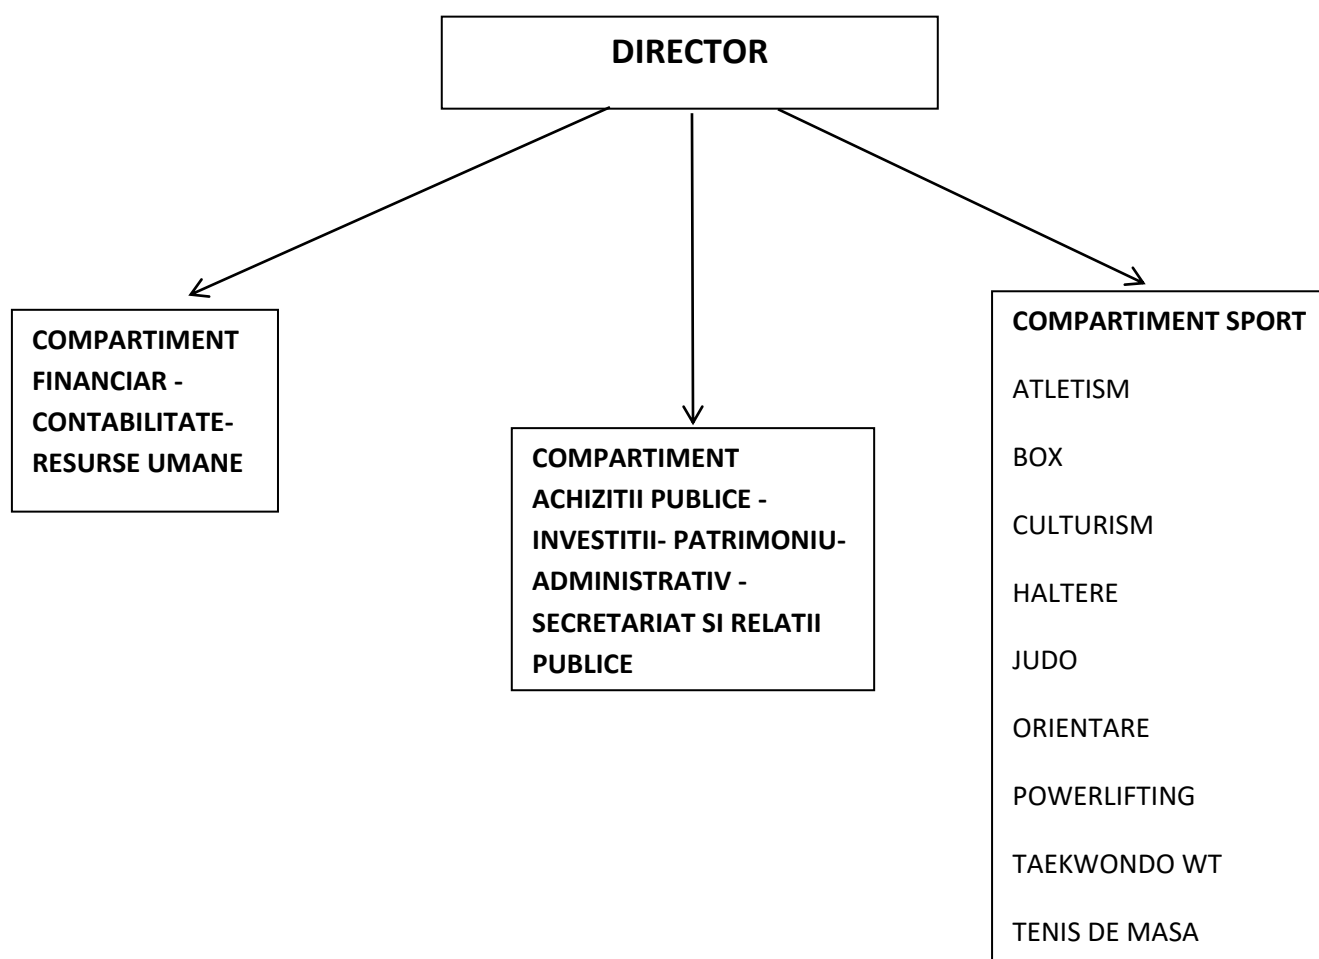 DIRECTOR
COMPARTIMENT
FINANCIAR -
CONTABILITATE-
RESURSE UMANE
COMPARTIMENT
ACHIZITII PUBLICE -
INVESTITII- PATRIMONIU-
ADMINISTRATIV -
SECRETARIAT SI RELATII
PUBLICE
COMPARTIMENT SPORT
ATLETISM
BOX
CULTURISM
HALTERE
JUDO
ORIENTARE
POWERLIFTING
TAEKWONDO WT
TENIS DE MASA